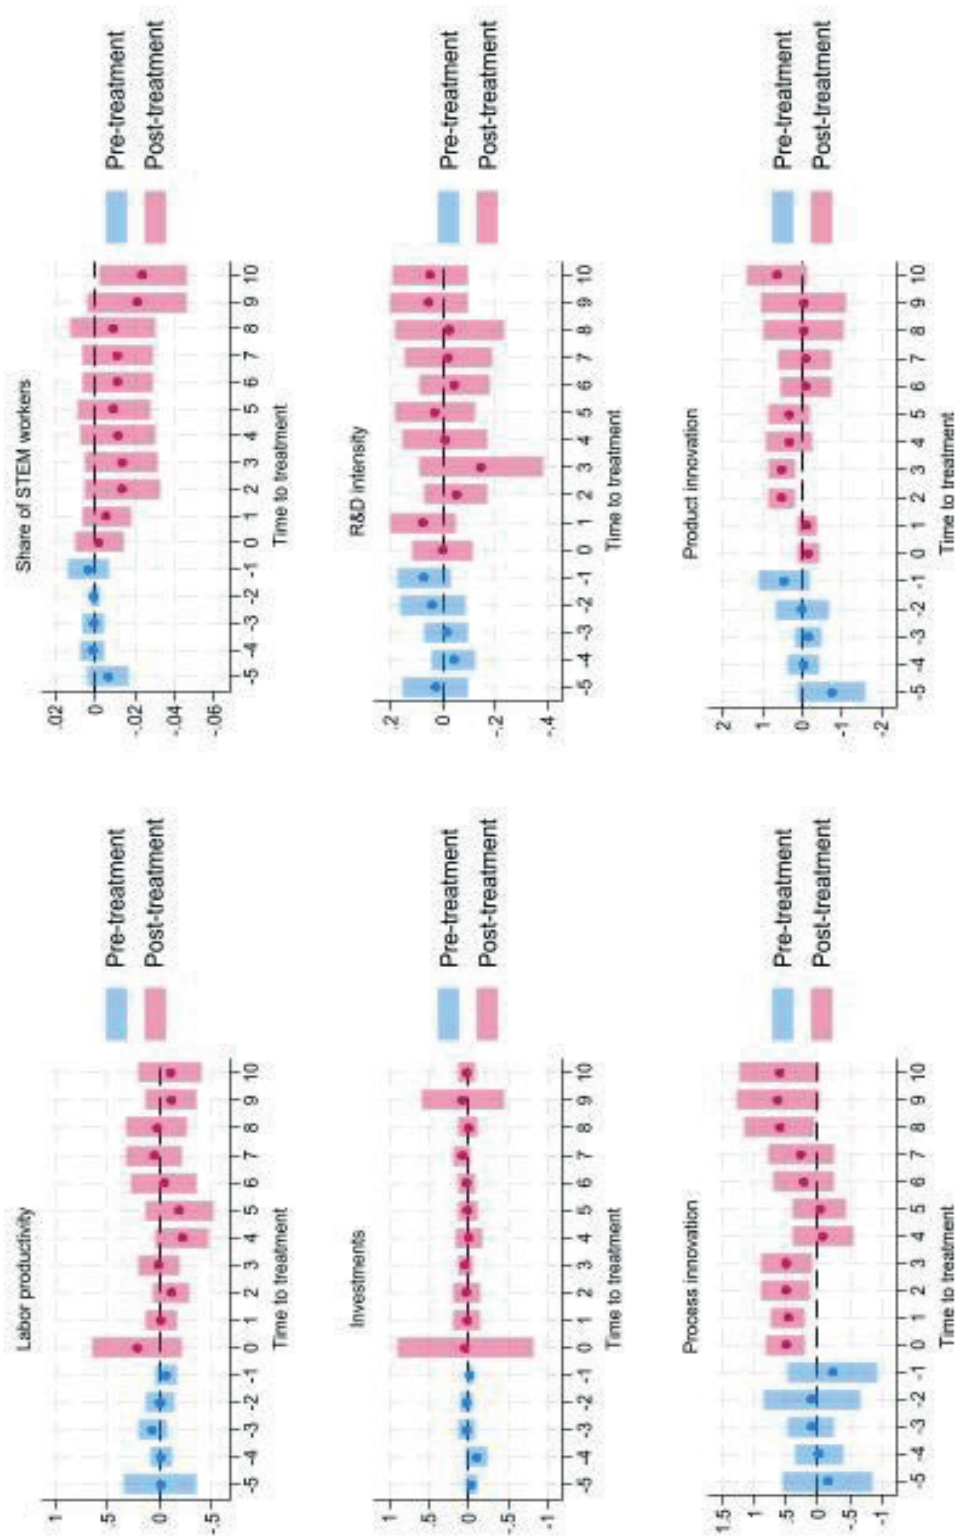 Labor productivity
1
.5
0
-.5
-5 -4 -3 -2 -1 0 1 2 3 4 5 6 7 8 9 10
Time to treatment
Pre-treatment
Post-treatment
Share of STEM workers
.02
0
-.02
-.04
-.06
-5 -4 -3 -2 -1 0 1 2 3 4 5 6 7 8 9 10
Time to treatment
Pre-treatment
Post-treatment
Investments
1
.5
0
-.5
-1
-5 -4 -3 -2 -1 0 1 2 3 4 5 6 7 8 9 10
Time to treatment
Pre-treatment
Post-treatment
R&D intensity
.2
0
-.2
-.4
-5 -4 -3 -2 -1 0 1 2 3 4 5 6 7 8 9 10
Time to treatment
Pre-treatment
Post-treatment
Process innovation
1.5
1
.5
0
-.5
-1
-5 -4 -3 -2 -1 0 1 2 3 4 5 6 7 8 9 10
Time to treatment
Pre-treatment
Post-treatment
Product innovation
2
1
0
-1
-2
-5 -4 -3 -2 -1 0 1 2 3 4 5 6 7 8 9 10
Time to treatment
Pre-treatment
Post-treatment